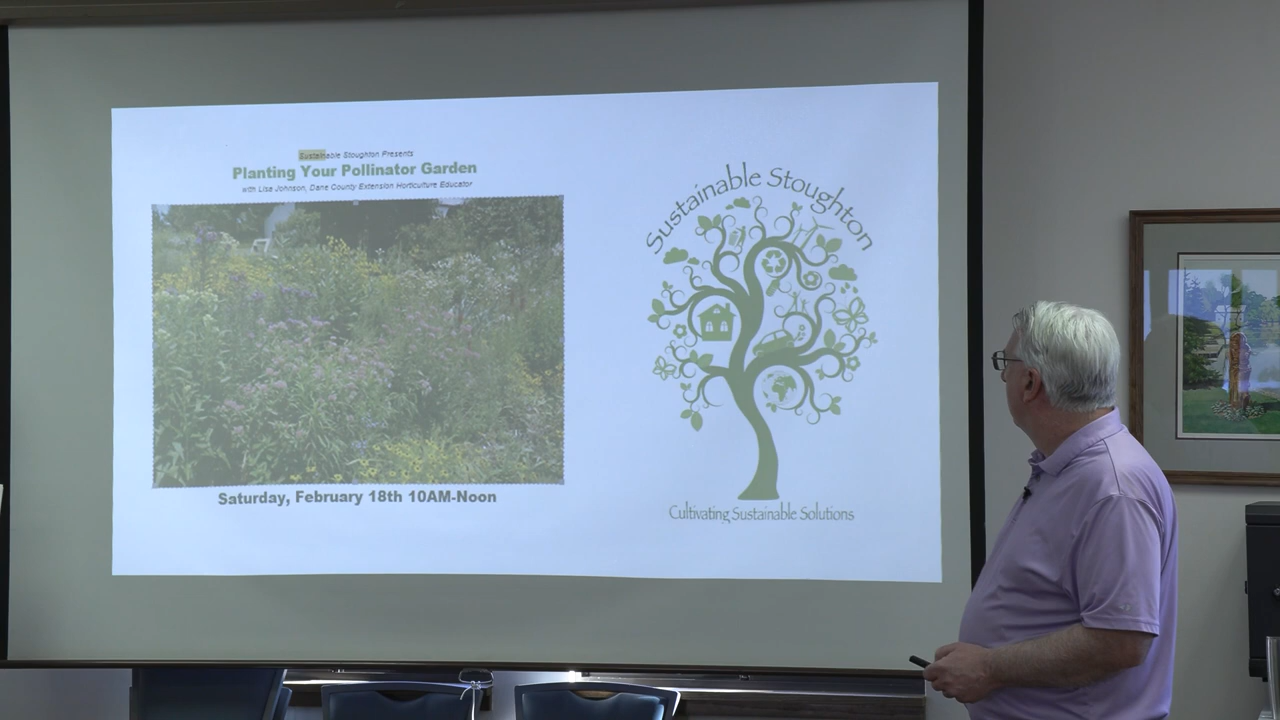 Sustainable Stoughton Presents
Planting Your Pollinator Garden
with Lisa Johnson, Dane County Extension Horticulture Educator
Saturday, February 18th 10AM-Noon
Sustainable Stoughton
Cultivating Sustainable Solutions